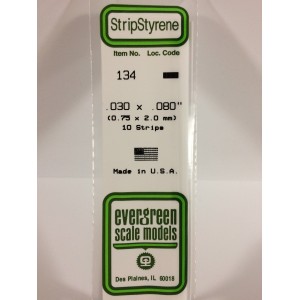 StripStyrene
Item No. Loc. Code
134
.030 x .080"
(0.75 x 2.0 mm)
10 Strips
Made in U.S.A.
evergreen
scale models
Des Plaines, IL 60018